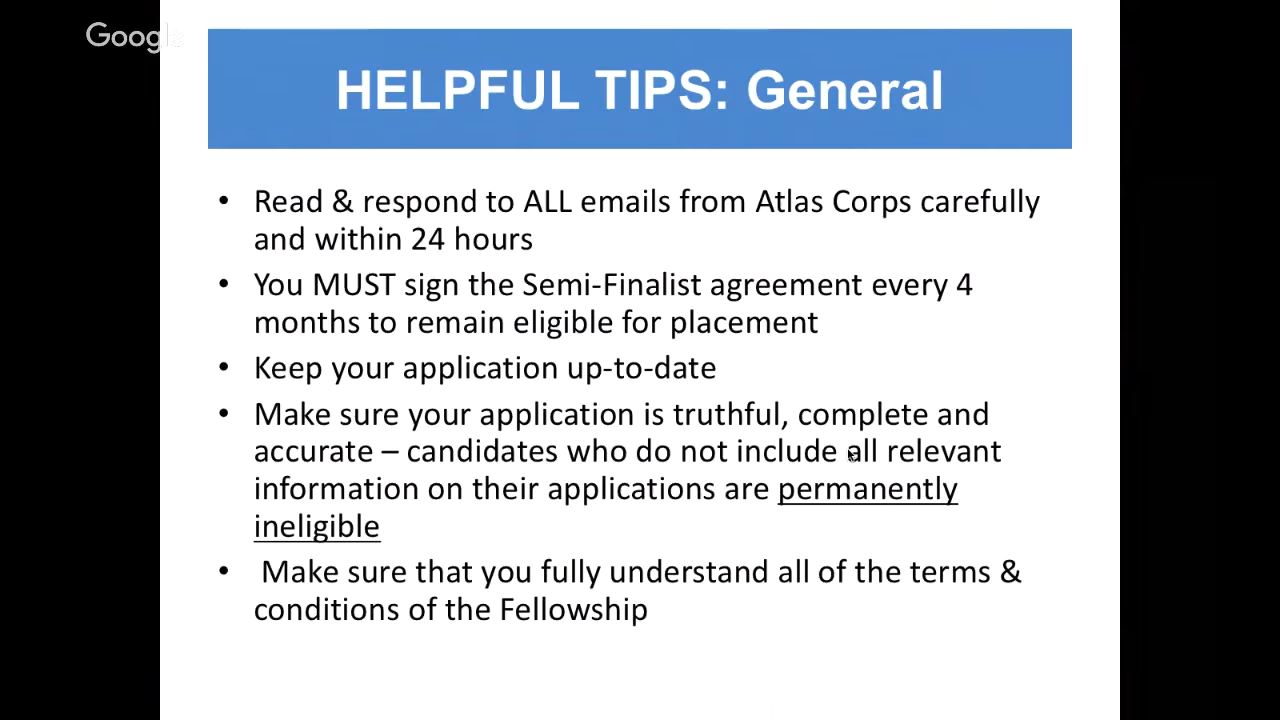 Google
HELPFUL TIPS: General
• Read & respond to ALL emails from Atlas Corps carefully
and within 24 hours
• You MUST sign the Semi-Finalist agreement every 4
months to remain eligible for placement
• Keep your application up-to-date
• Make sure your application is truthful, complete and
accurate – candidates who do not include all relevant
information on their applications are permanently
ineligible
• Make sure that you fully understand all of the terms &
conditions of the Fellowship